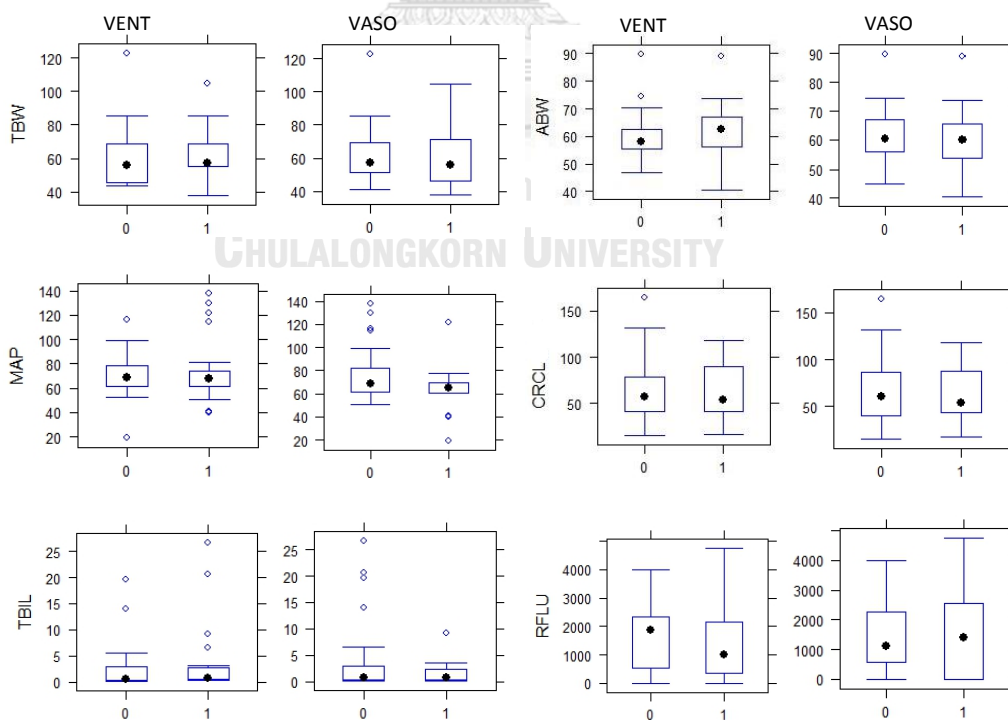 VENT VASO VENT VASO
TBW 120 100 80 60 40 120 100 80 60 40 ABW 90 80 70 60 50 40 90 80 70 60 50 40
0 1 0 1 0 1 0 1
CHULALONGKORN UNIVERSITY
MAP 140 120 100 80 60 40 20 140 120 100 80 60 40 20 CRCL 150 100 50 150 100 50
0 1 0 1 0 1 0 1
TBIL 25 20 15 10 5 0 25 20 15 10 5 0 RFLU 4000 3000 2000 1000 0 4000 3000 2000 1000 0
0 1 0 1 0 1 0 1